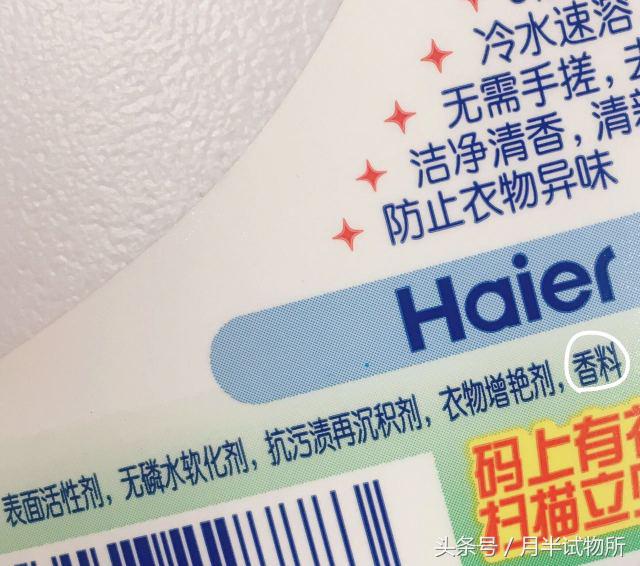 冷水速溶
无需手搓，
洁净清香，清
防止衣物异味
Haier
表面活性剂，无磷水软化剂，抗污渍再沉积剂，衣物增艳剂，香料
码上有
扫描立
头条号 / 月半试物所